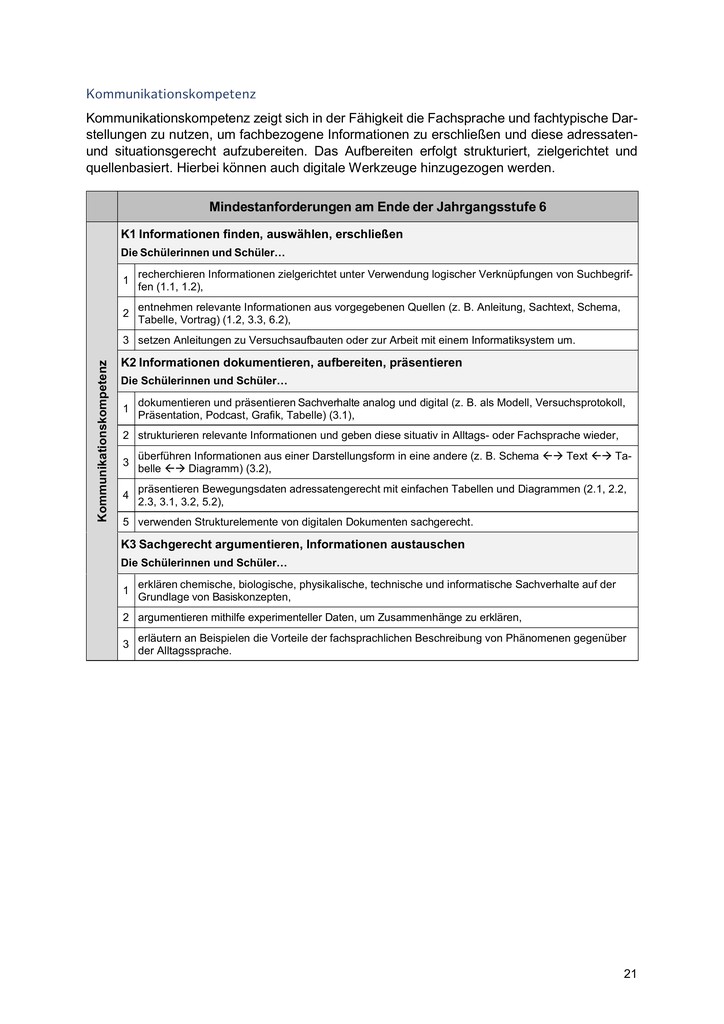 Kommunikationskompetenz
Kommunikationskompetenz zeigt sich in der Fähigkeit die Fachsprache und fachtypische Dar-
stellungen zu nutzen, um fachbezogene Informationen zu erschließen und diese adressaten-
und situationsgerecht aufzubereiten. Das Aufbereiten erfolgt strukturiert, zielgerichtet und
quellenbasiert. Hierbei können auch digitale Werkzeuge hinzugezogen werden.
Mindestanforderungen am Ende der Jahrgangsstufe 6
Kommunikationskompetenz
K1 Informationen finden, auswählen, erschließen
Die Schülerinnen und Schüler…
1 recherchieren Informationen zielgerichtet unter Verwendung logischer Verknüpfungen von Suchbegrif-
fen (1.1, 1.2),
2 entnehmen relevante Informationen aus vorgegebenen Quellen (z. B. Anleitung, Sachtext, Schema,
Tabelle, Vortrag) (1.2, 3.3, 6.2),
3 setzen Anleitungen zu Versuchsaufbauten oder zur Arbeit mit einem Informatiksystem um.
K2 Informationen dokumentieren, aufbereiten, präsentieren
Die Schülerinnen und Schüler…
1 dokumentieren und präsentieren Sachverhalte analog und digital (z. B. als Modell, Versuchsprotokoll,
Präsentation, Podcast, Grafik, Tabelle) (3.1),
2 strukturieren relevante Informationen und geben diese situativ in Alltags- oder Fachsprache wieder,
3 überführen Informationen aus einer Darstellungsform in eine andere (z. B. Schema ←→ Text ←→ Ta-
belle ←→ Diagramm) (3.2),
4 präsentieren Bewegungsdaten adressatengerecht mit einfachen Tabellen und Diagrammen (2.1, 2.2,
2.3, 3.1, 3.2, 5.2),
5 verwenden Strukturelemente von digitalen Dokumenten sachgerecht.
K3 Sachgerecht argumentieren, Informationen austauschen
Die Schülerinnen und Schüler…
1 erklären chemische, biologische, physikalische, technische und informatische Sachverhalte auf der
Grundlage von Basiskonzepten,
2 argumentieren mithilfe experimenteller Daten, um Zusammenhänge zu erklären,
3 erläutern an Beispielen die Vorteile der fachsprachlichen Beschreibung von Phänomenen gegenüber
der Alltagssprache.
21